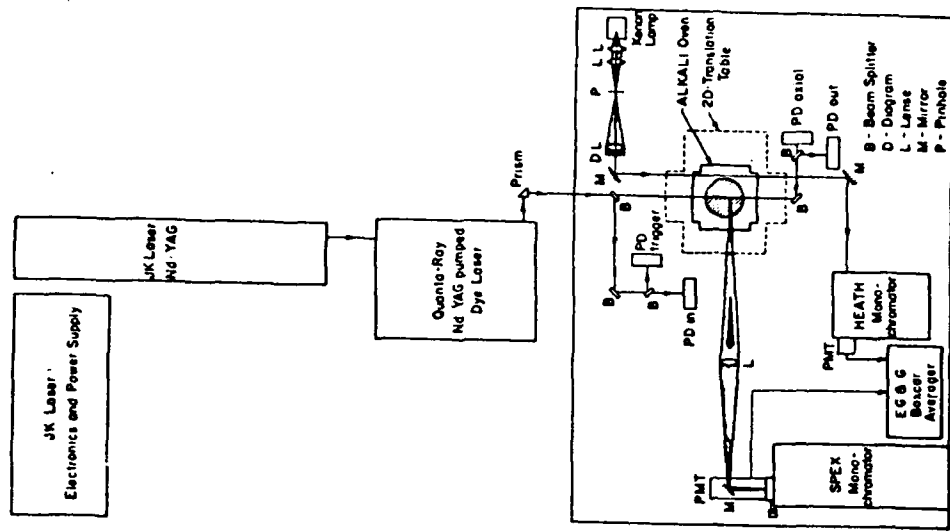 JK Laser
Electronics and Power Supply
JK Laser
Nd·YAG
Quanta-Ray
Nd YAG pumped
Dye Laser
Prism
Xenon
Lamp
L L
P
D L
M
ALKALI Oven
2D-Translation
Table
B
B
PD
trigger
B
B
PD in
B
PD axial
B
PD out
M
L
HEATH
Mono-
chromator
PMT
EG & G
Boxcar
Averager
PMT
M
SPEX
Mono-
chromator
B - Beam Splitter
D - Diagram
L - Lense
M - Mirror
P - Pinhole